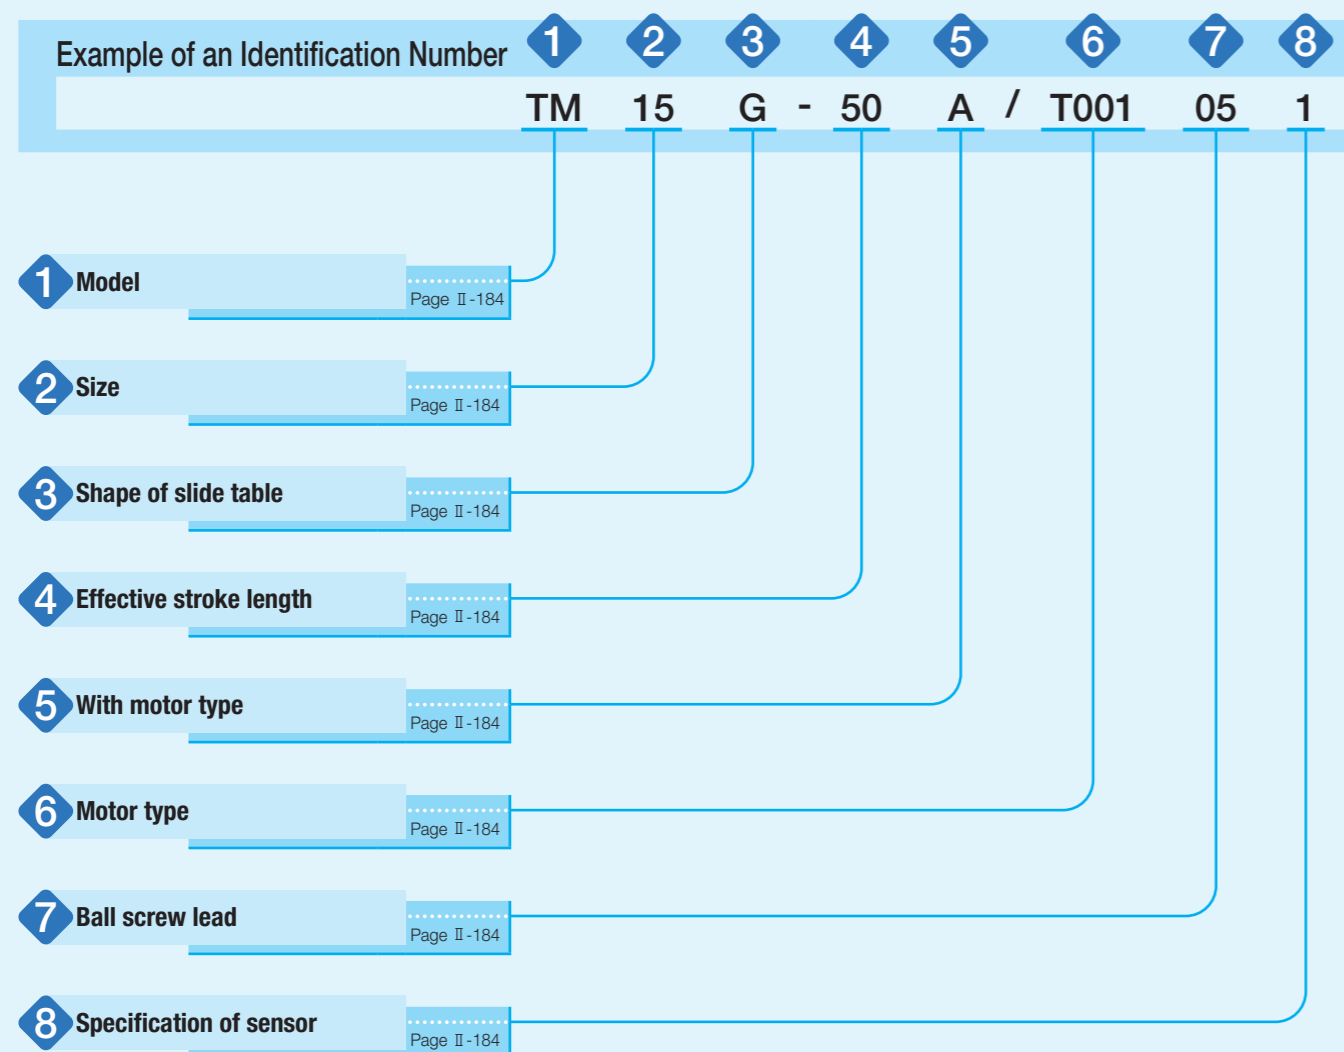 Example of an Identification Number 1 2 3 4 5 6 7 8
TM 15 G - 50 A / T001 05 1
1 Model
Page Ⅱ-184
2 Size
Page Ⅱ-184
3 Shape of slide table
Page Ⅱ-184
4 Effective stroke length
Page Ⅱ-184
5 With motor type
Page Ⅱ-184
6 Motor type
Page Ⅱ-184
7 Ball screw lead
Page Ⅱ-184
8 Specification of sensor
Page Ⅱ-184